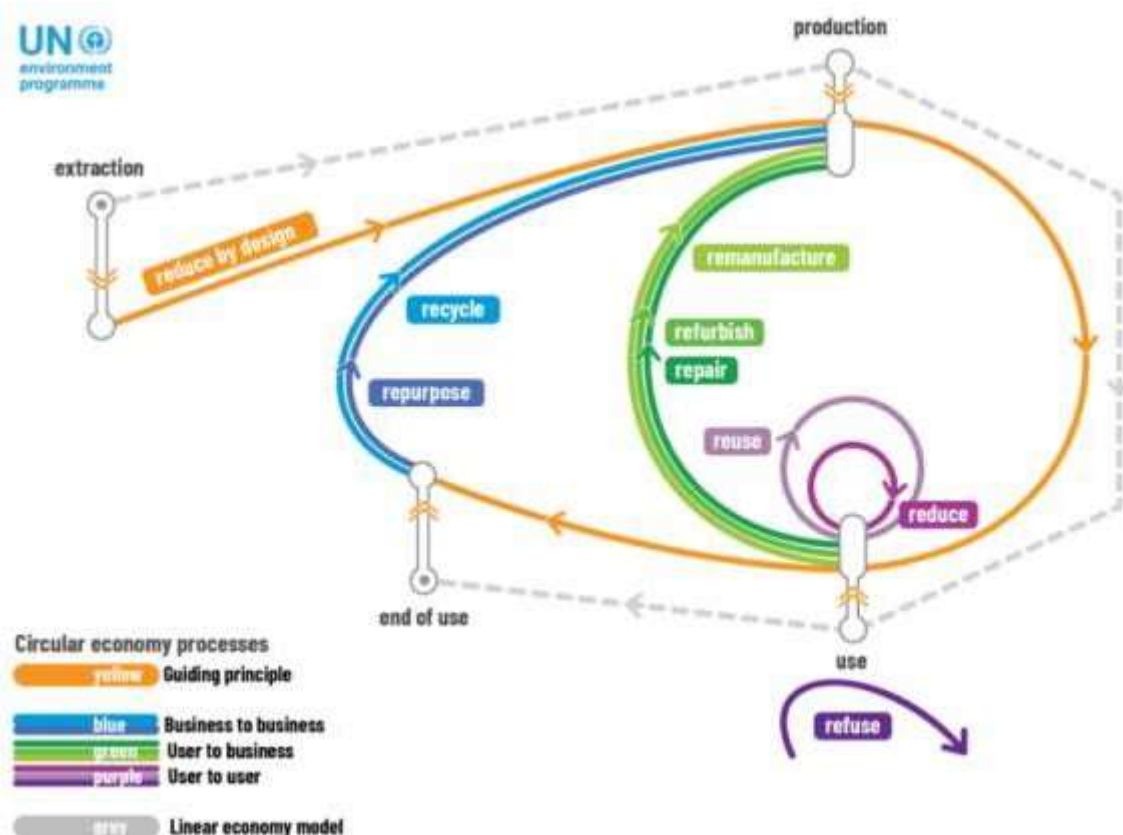 UN
environment
programme
production
extraction
reduce by design
remanufacture
recycle
refurbish
repair
repurpose
reuse
reduce
end of use
use
refuse
Circular economy processes
yellow Guiding principle
blue Business to business
green User to business
purple User to user
grey Linear economy model